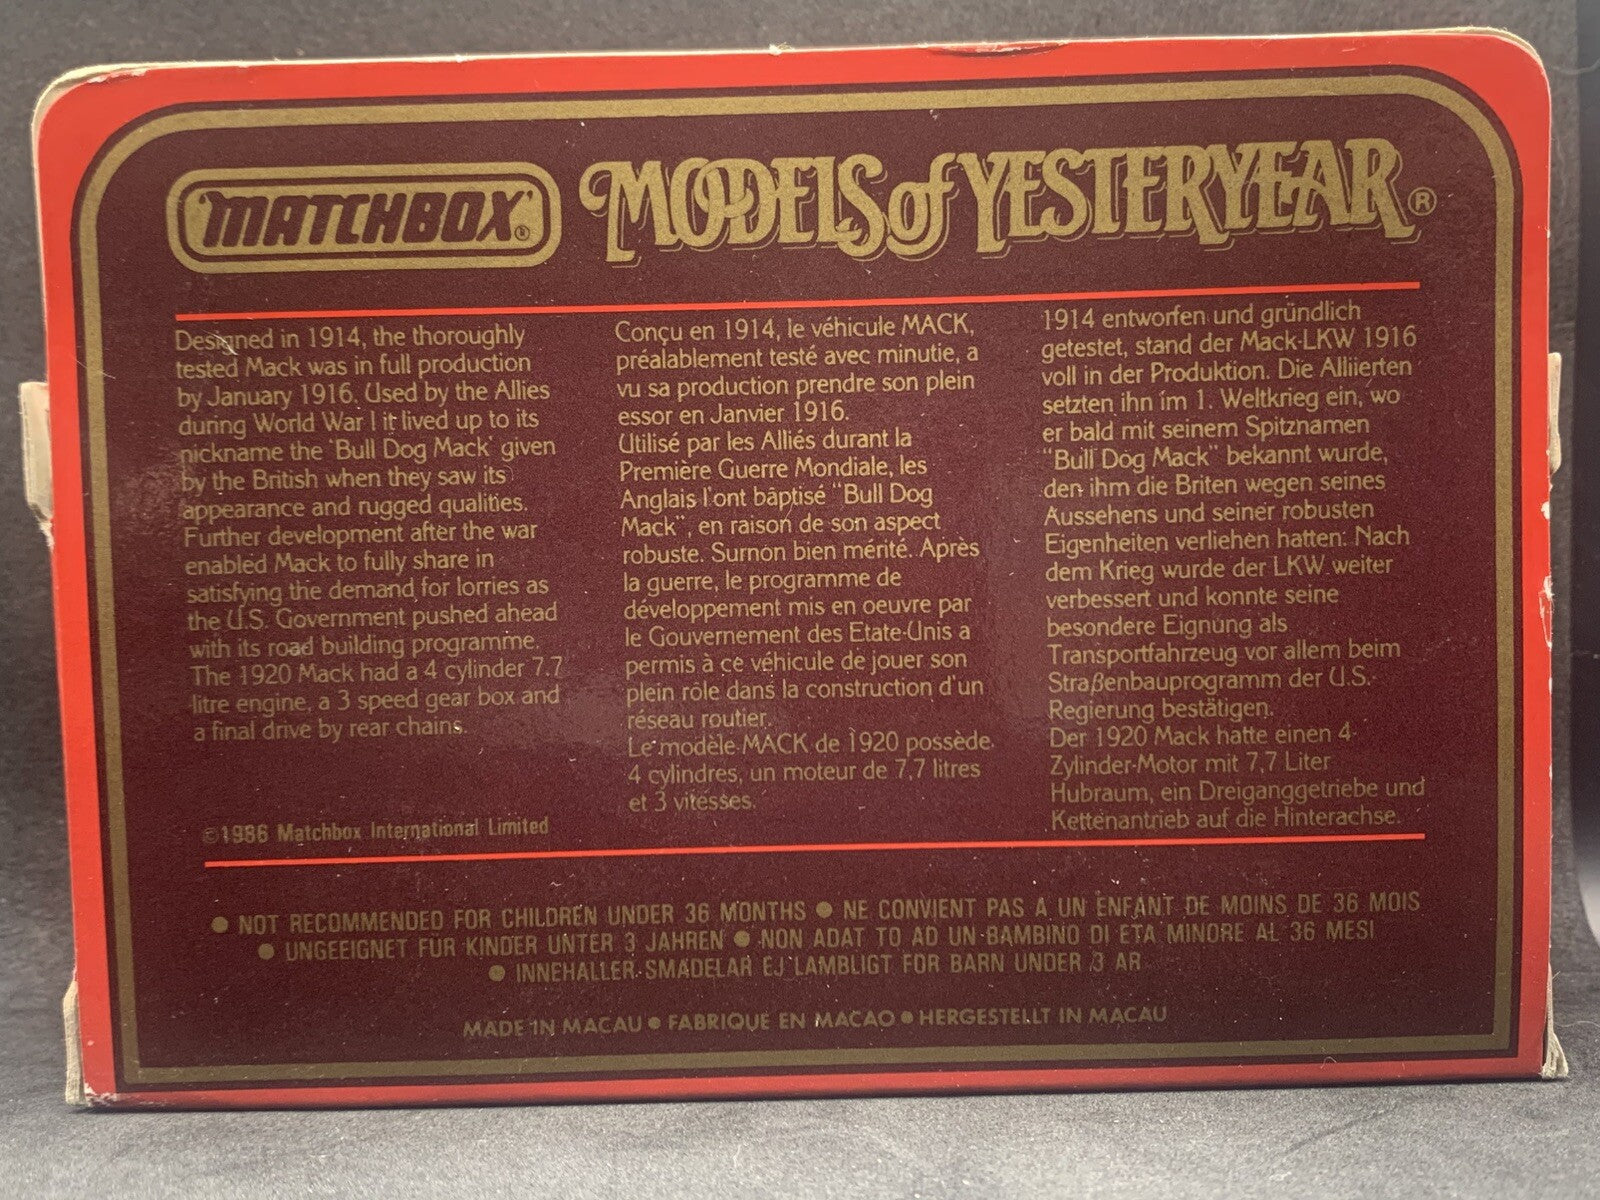 MATCHBOX® MODELS of YESTERYEAR®
Designed in 1914, the thoroughly
tested Mack was in full production
by January 1916. Used by the Allies
during World War I it lived up to its
nickname the 'Bull Dog Mack' given
by the British when they saw its
appearance and rugged qualities.
Further development after the war
enabled Mack to fully share in
satisfying the demand for lorries as
the U.S. Government pushed ahead
with its road building programme.
The 1920 Mack had a 4 cylinder 7.7
litre engine, a 3 speed gear box and
a final drive by rear chains.
©1986 Matchbox International Limited
Conçu en 1914, le véhicule MACK,
préalablement testé avec minutie, a
vu sa production prendre son plein
essor en Janvier 1916.
Utilisé par les Alliés durant la
Première Guerre Mondiale, les
Anglais l'ont bâptisé "Bull Dog
Mack", en raison de son aspect
robuste. Surnon bien mérité. Après
la guerre, le programme de
développement mis en oeuvre par
le Gouvernement des Etate-Unis a
permis à ce véhicule de jouer son
plein rôle dans la construction d'un
réseau routier.
Le modèle MACK de 1920 possède
4 cylindres, un moteur de 7,7 litres
et 3 vitesses.
1914 entworfen und gründlich
getestet, stand der Mack-LKW 1916
voll in der Produktion. Die Alliierten
setzten ihn im 1. Weltkrieg ein, wo
er bald mit seinem Spitznamen
"Bull Dog Mack" bekannt wurde,
den ihm die Briten wegen seines
Aussehens und seiner robusten
Eigenheiten verliehen hatten. Nach
dem Krieg wurde der LKW weiter
verbessert und konnte seine
besondere Eignung als
Transportfahrzeug vor allem beim
Straßenbauprogramm der U.S.-
Regierung bestätigen.
Der 1920 Mack hatte einen 4-
Zylinder-Motor mit 7,7 Liter
Hubraum, ein Dreiganggetriebe und
Kettenantrieb auf die Hinterachse.
● NOT RECOMMENDED FOR CHILDREN UNDER 36 MONTHS ● NE CONVIENT PAS A UN ENFANT DE MOINS DE 36 MOIS
● UNGEEIGNET FUR KINDER UNTER 3 JAHREN ● NON ADAT TO AD UN BAMBINO DI ETA MINORE AL 36 MESI
● INNEHALLER SMADELAR EJ LAMBLIGT FOR BARN UNDER 3 AR
MADE IN MACAU ● FABRIQUE EN MACAO ● HERGESTELLT IN MACAU